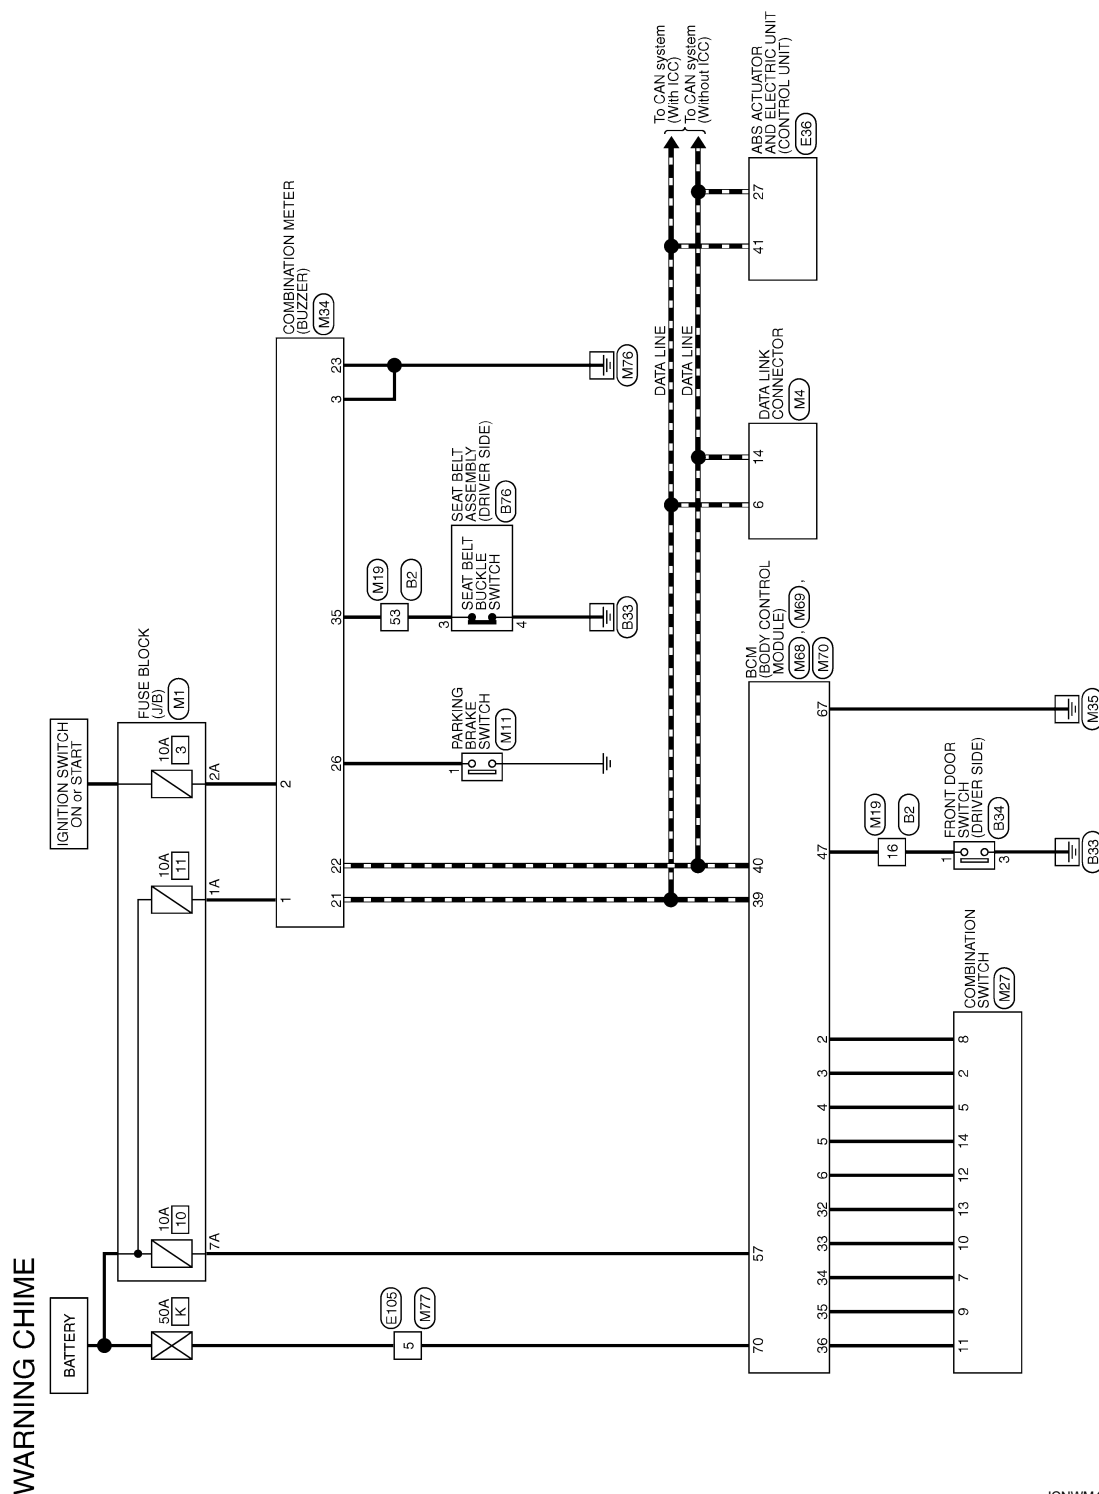 WARNING CHIME
BATTERY
IGNITION SWITCH
ON or START
50A
K
10A
10
10A
11
10A
3
FUSE BLOCK
(J/B)
M1
7A
1A
2A
1
2
COMBINATION METER
(BUZZER)
M34
21
22
26
35
3
23
E105
M77
5
M19
B2
53
3
SEAT BELT
BUCKLE
SWITCH
4
SEAT BELT
ASSEMBLY
(DRIVER SIDE)
B76
1
PARKING
BRAKE
SWITCH
M11
B33
M76
DATA LINE
DATA LINE
To CAN system
(With ICC)
To CAN system
(Without ICC)
70
57
39
40
BCM
(BODY CONTROL
MODULE)
M68 , M69 ,
M70
6
14
DATA LINK
CONNECTOR
M4
41
27
ABS ACTUATOR
AND ELECTRIC UNIT
(CONTROL UNIT)
E36
36
35
34
33
32
6
5
4
3
2
47
67
M19
B2
16
11
9
7
10
13
12
14
5
2
8
COMBINATION
SWITCH
M27
1
3
FRONT DOOR
SWITCH
(DRIVER SIDE)
B34
B33
M35